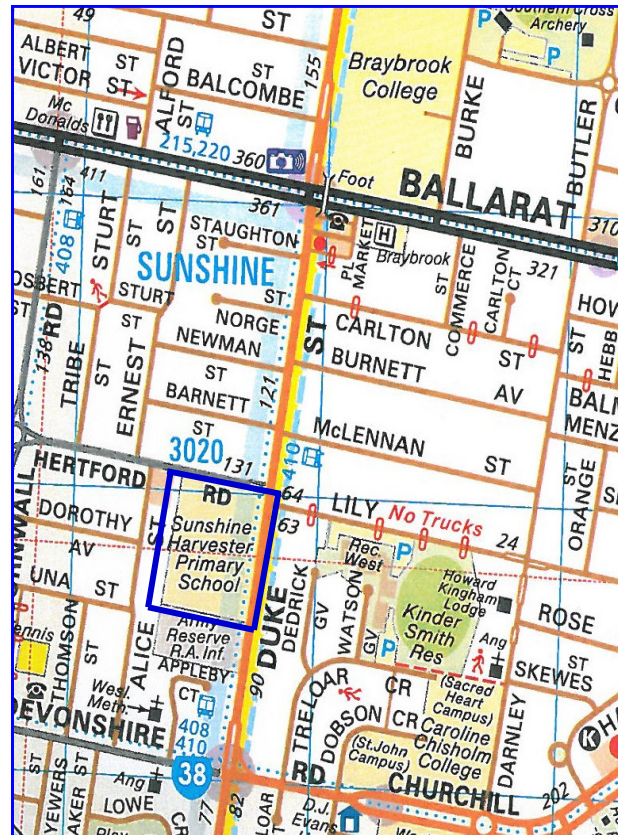 49
ST
155
Southern Cross
Archery
P
P
ALBERT
VICTOR ST
ALFORD ST
ST
BALCOMBE
Braybrook
College
BURKE
BUTLER
Mc
Donalds
215,220
360
Foot
BALLARAT
310
161
164
411
361
STAUGHTON
ST
408
STURT
ST
ST
SUNSHINE
PL
MARKET
H
Braybrook
ST
COMMERCE
CARLTON
CT
321
OSBERT
STURT
ST
ST
RD
138
TRIBE
ST
ERNEST
ST
NORGE
NEWMAN
ST
CARLTON
ST
BURNETT
AV
HOW
ST
HEBB
ST
BARNETT
121
BALM
MENZ
McLENNAN
ST
ST
3020
131
410
HERTFORD
RD
64
63
LILY
No Trucks
24
ST
ORANGE
DOROTHY
ST
CORNWALL
AV
UNA
ST
Sunshine
Harvester
Primary
School
P
Rec.
West
Howard
Kingham
Lodge
ROSE
Kinder
Smith
Res
Army
Reserve
R.A. Inf.
DUKE
DEDRICK
GV
WATSON
GV
P
Ang
ST
SKEWES
Tennis
THOMSON
ST
ALICE
APPLEBY
CT
90
TRELOAR
DOBSON
CR
CR
(Sacred
Heart
Campus)
Caroline
Chisholm
College
(St.John
Campus)
DARNLEY
Wesl.
Meth.
408
410
DEVONSHIRE
RD
CHURCHILL
K
HA
202
ST
YEWERS
Ang
LOWE
38
77
82
CR
D.J.
Evans